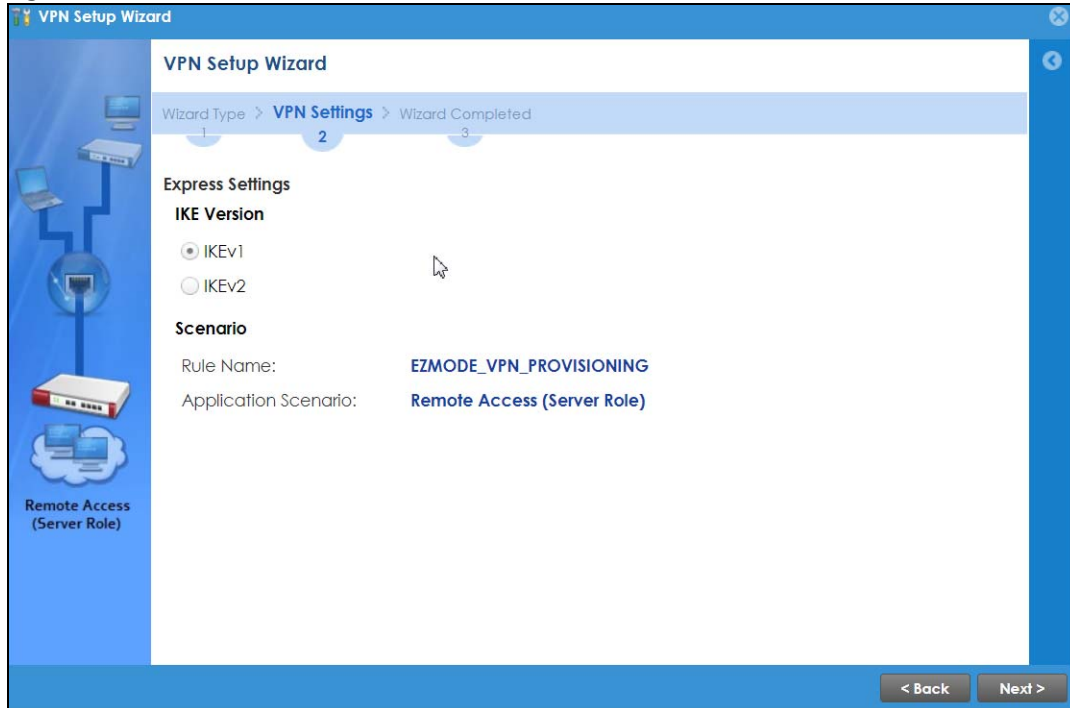 VPN Setup Wizard
VPN Setup Wizard
Wizard Type > VPN Settings > Wizard Completed
1 2 3
Express Settings
IKE Version
IKEv1
IKEv2
Scenario
Rule Name: EZMODE_VPN_PROVISIONING
Application Scenario: Remote Access (Server Role)
Remote Access
(Server Role)
< Back Next >